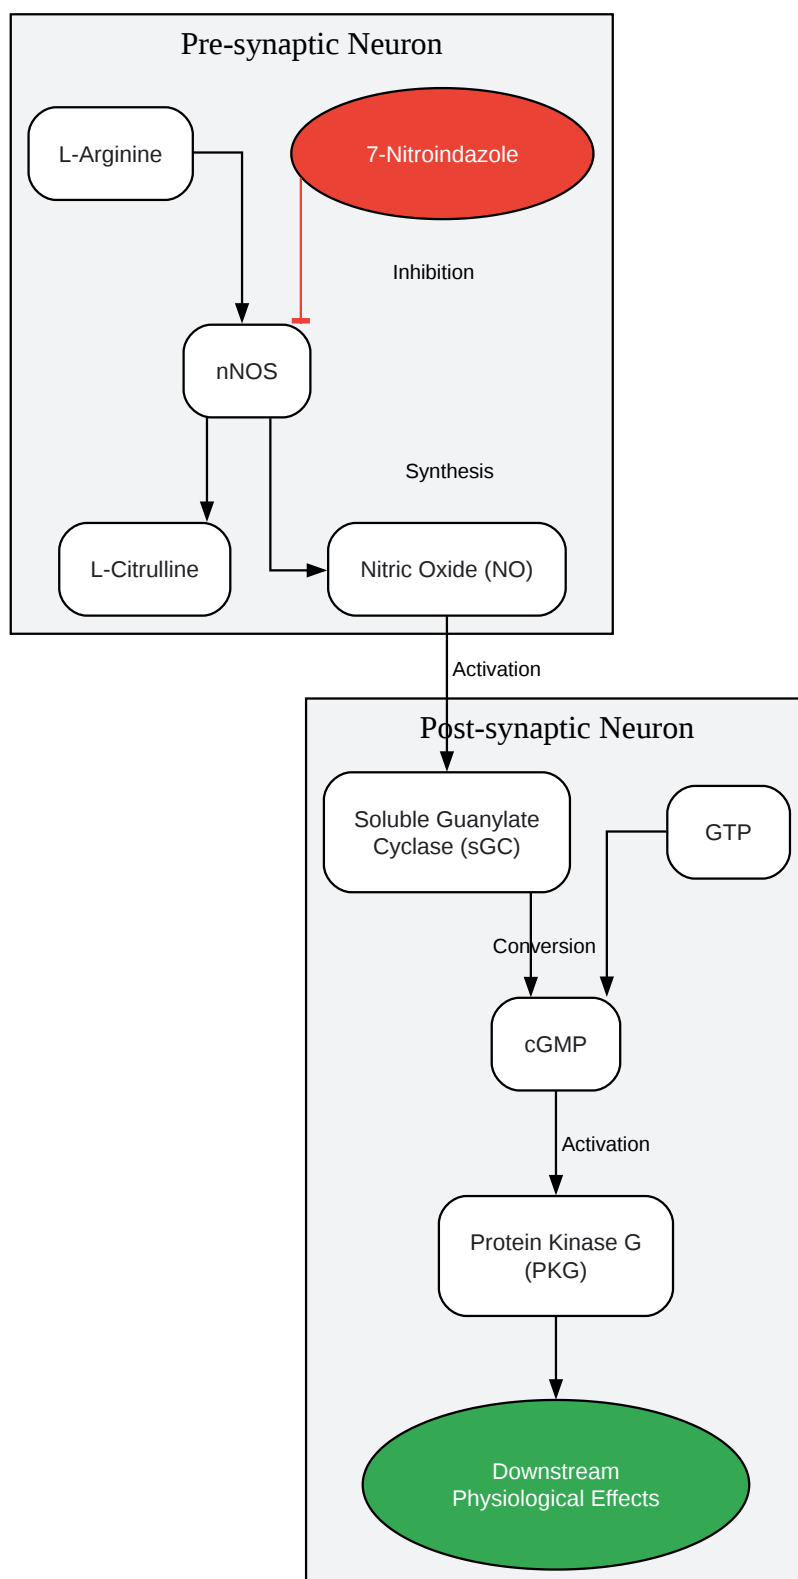 Pre-synaptic Neuron
L-Arginine
7-Nitroindazole
Inhibition
nNOS
Synthesis
L-Citrulline
Nitric Oxide (NO)
Activation
Post-synaptic Neuron
Soluble Guanylate
Cyclase (sGC)
GTP
Conversion
cGMP
Activation
Protein Kinase G
(PKG)
Downstream
Physiological Effects